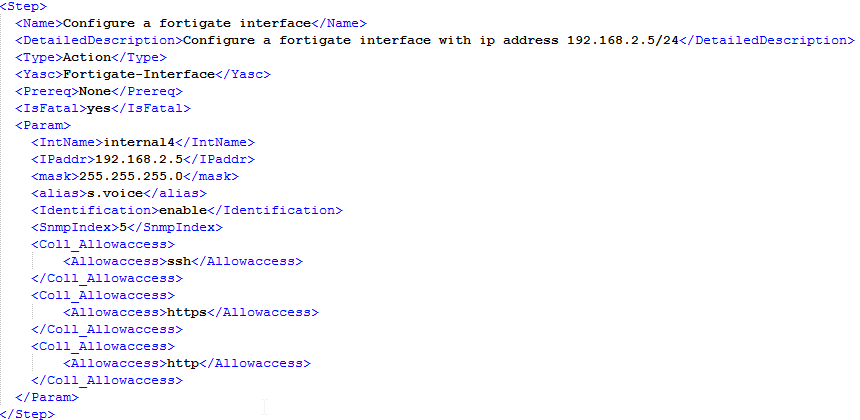 <Step>
<Name>Configure a fortigate interface</Name>
<DetailedDescription>Configure a fortigate interface with ip address 192.168.2.5/24</DetailedDescription>
<Type>Action</Type>
<Yasc>Fortigate-Interface</Yasc>
<Prereq>None</Prereq>
<IsFatal>yes</IsFatal>
<Param>
<IntName>internal4</IntName>
<IPaddr>192.168.2.5</IPaddr>
<mask>255.255.255.0</mask>
<alias>s.voice</alias>
<Identification>enable</Identification>
<SnmpIndex>5</SnmpIndex>
<Coll_Allowaccess>
<Allowaccess>ssh</Allowaccess>
</Coll_Allowaccess>
<Coll_Allowaccess>
<Allowaccess>https</Allowaccess>
</Coll_Allowaccess>
<Coll_Allowaccess>
<Allowaccess>http</Allowaccess>
</Coll_Allowaccess>
</Param>
</Step>